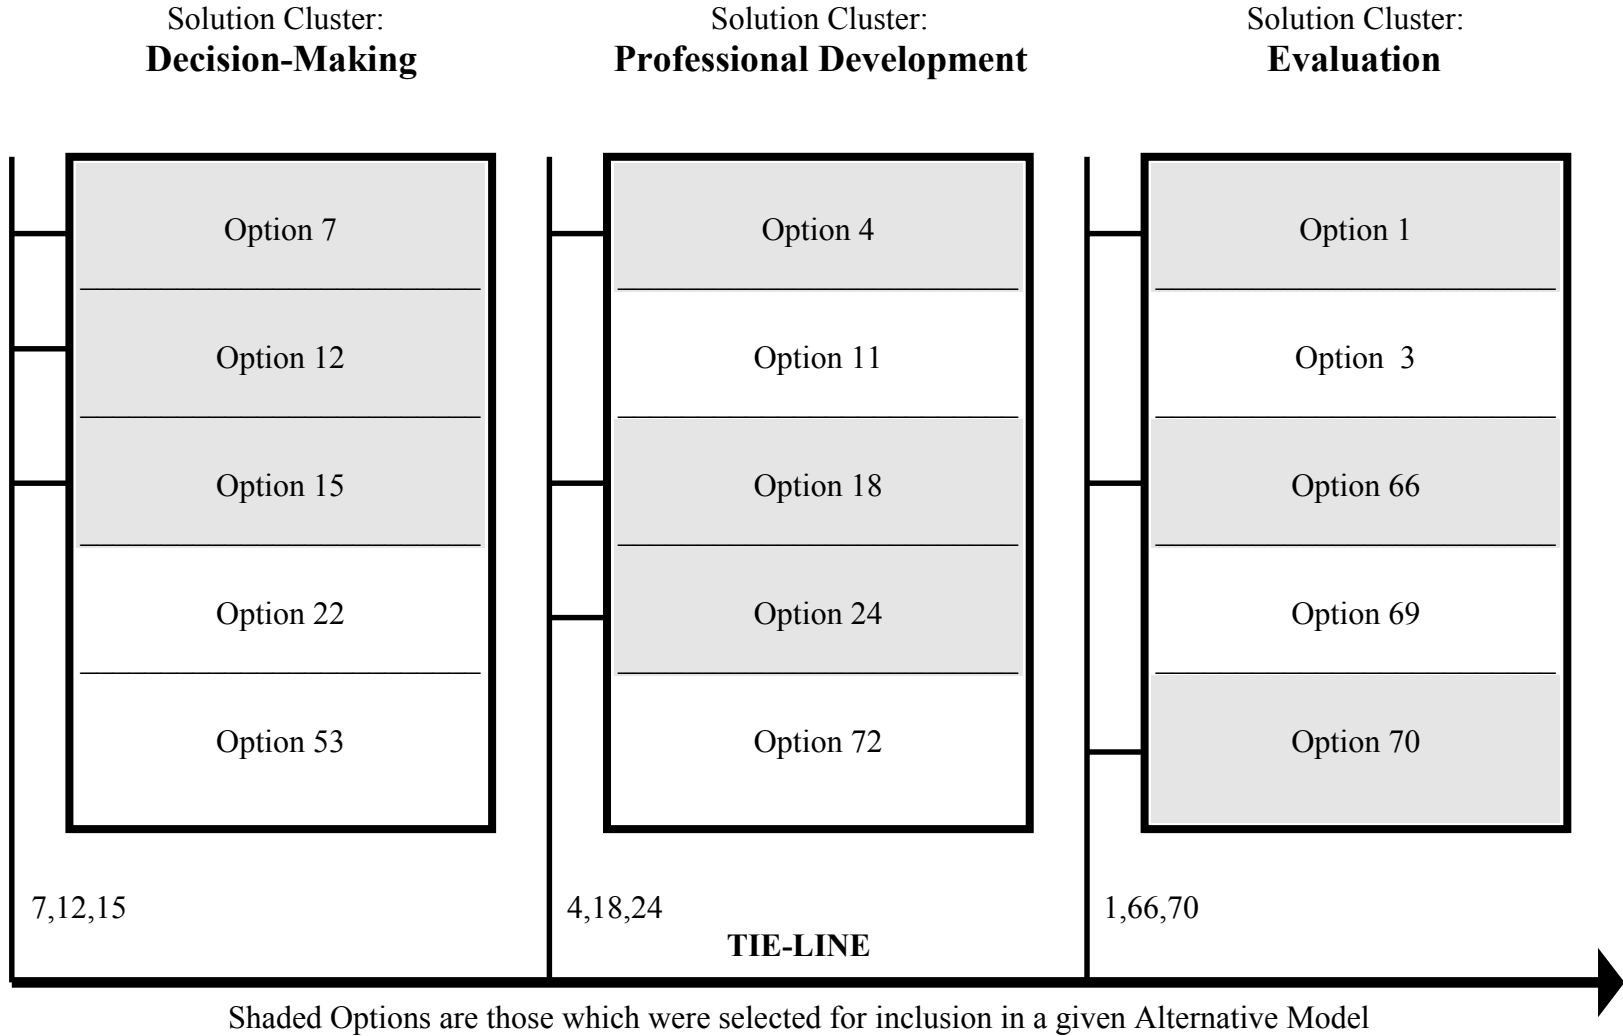 Solution Cluster:
Decision-Making
Solution Cluster:
Professional Development
Solution Cluster:
Evaluation
Option 7
Option 12
Option 15
Option 22
Option 53
Option 4
Option 11
Option 18
Option 24
Option 72
Option 1
Option  3
Option 66
Option 69
Option 70
7,12,15
4,18,24
1,66,70
TIE-LINE
Shaded Options are those which were selected for inclusion in a given Alternative Model